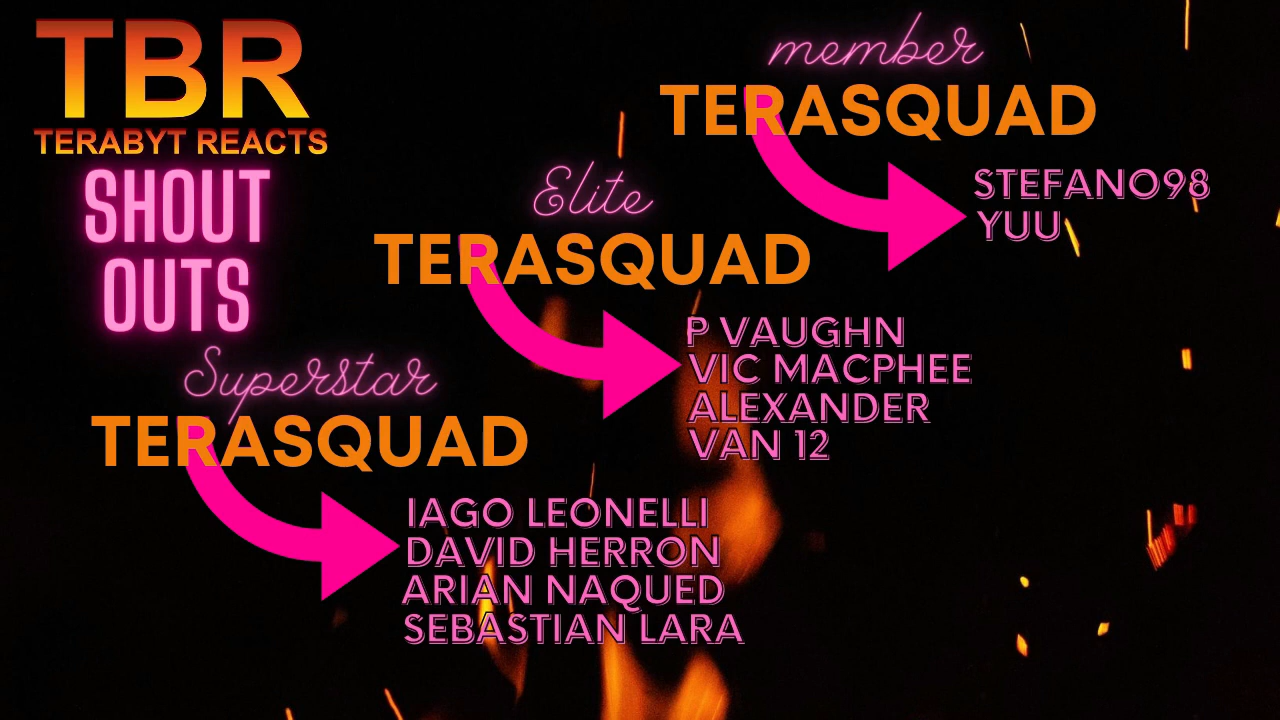 TBR
TERABYT REACTS
SHOUT
OUTS
member
TERASQUAD
STEFANO98
YUU
Elite
TERASQUAD
P VAUGHN
VIC MACPHEE
ALEXANDER
VAN 12
Superstar
TERASQUAD
IAGO LEONELLI
DAVID HERRON
ARIAN NAQUED
SEBASTIAN LARA